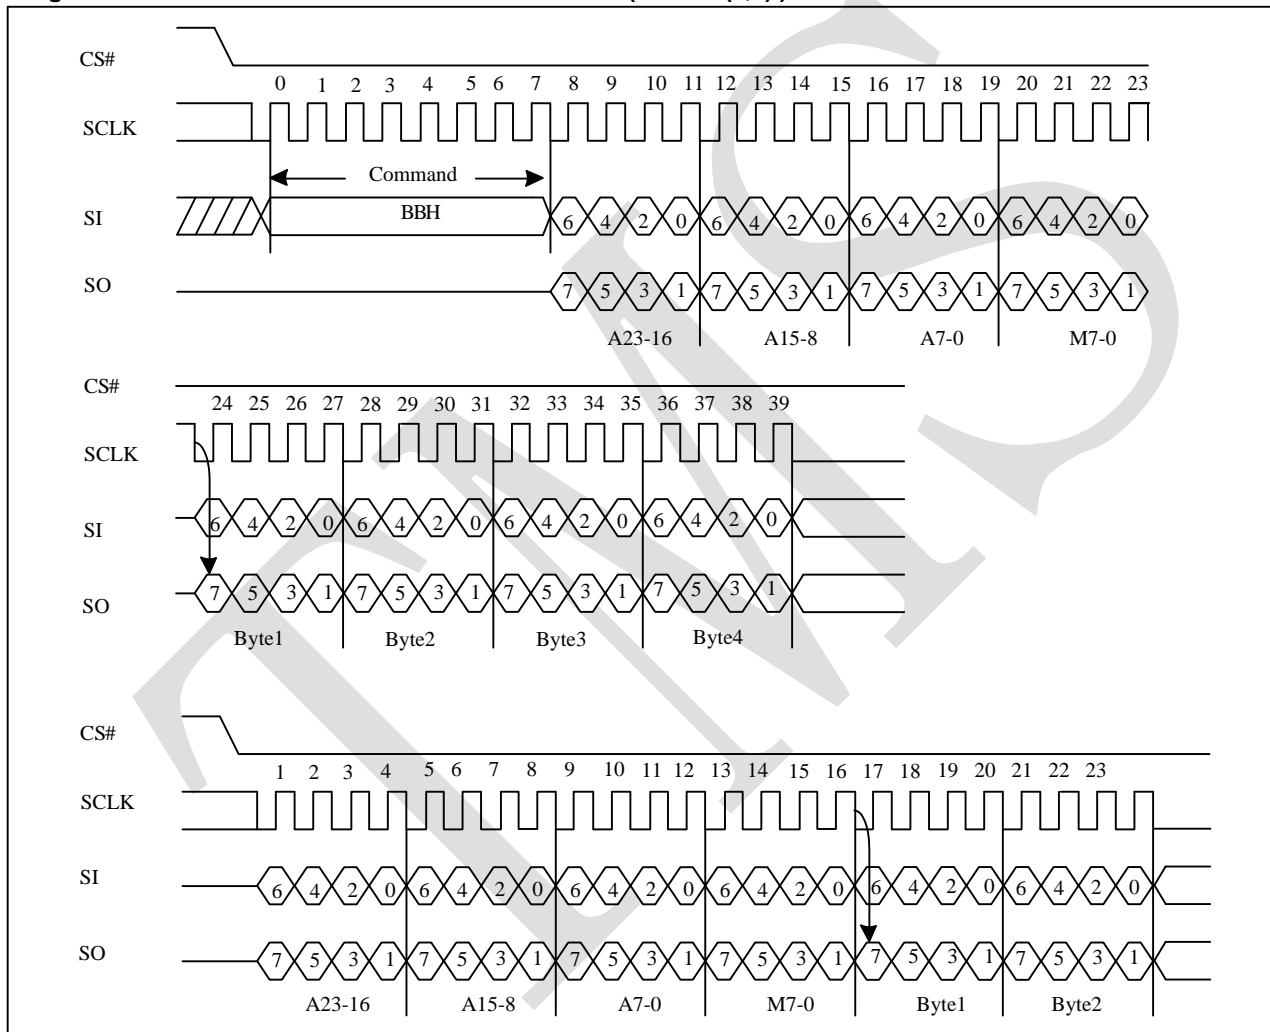 CS#
0 1 2 3 4 5 6 7 8 9 10 11 12 13 14 15 16 17 18 19 20 21 22 23
SCLK
Command
SI BBH 6 4 2 0 6 4 2 0 6 4 2 0 6 4 2 0
SO 7 5 3 1 7 5 3 1 7 5 3 1 7 5 3 1
A23-16 A15-8 A7-0 M7-0
CS#
24 25 26 27 28 29 30 31 32 33 34 35 36 37 38 39
SCLK
SI 6 4 2 0 6 4 2 0 6 4 2 0 6 4 2 0
SO 7 5 3 1 7 5 3 1 7 5 3 1 7 5 3 1
Byte1 Byte2 Byte3 Byte4
CS#
1 2 3 4 5 6 7 8 9 10 11 12 13 14 15 16 17 18 19 20 21 22 23
SCLK
SI 6 4 2 0 6 4 2 0 6 4 2 0 6 4 2 0 6 4 2 0 6 4 2 0
SO 7 5 3 1 7 5 3 1 7 5 3 1 7 5 3 1 7 5 3 1 7 5 3 1
A23-16 A15-8 A7-0 M7-0 Byte1 Byte2
TMS